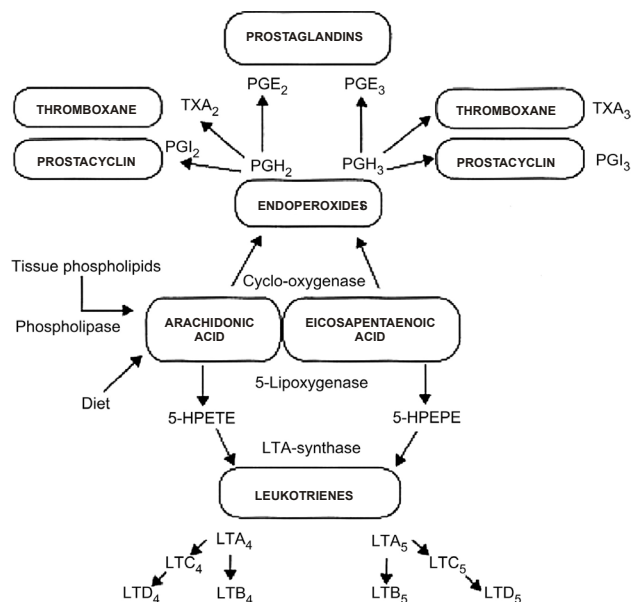 PROSTAGLANDINS
PGE₂ PGE₃
THROMBOXANE TXA₂ THROMBOXANE TXA₃
PROSTACYCLIN PGI₂ PROSTACYCLIN PGI₃
PGH₂ PGH₃
ENDOPEROXIDES
Tissue phospholipids
Cyclo-oxygenase
Phospholipase
ARACHIDONIC
ACID
EICOSAPENTAENOIC
ACID
Diet
5-Lipoxygenase
5-HPETE 5-HPEPE
LTA-synthase
LEUKOTRIENES
LTA₄ LTA₅
LTC₄ LTC₅
LTD₄ LTB₄ LTB₅ LTD₅